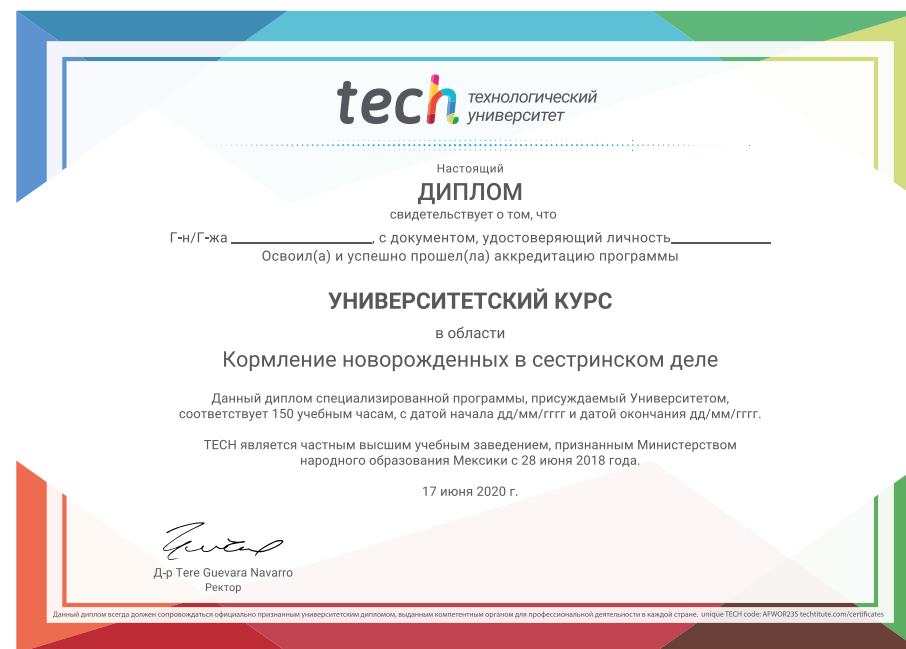 tech технологический
университет
Настоящий
ДИПЛОМ
свидетельствует о том, что
Г-н/Г-жа ____________________, с документом, удостоверяющий личность______________
Освоил(а) и успешно прошел(ла) аккредитацию программы
УНИВЕРСИТЕТСКИЙ КУРС
в области
Кормление новорожденных в сестринском деле
Данный диплом специализированной программы, присуждаемый Университетом,
соответствует 150 учебным часам, с датой начала дд/мм/гггг и датой окончания дд/мм/гггг.
TECH является частным высшим учебным заведением, признанным Министерством
народного образования Мексики с 28 июня 2018 года.
17 июня 2020 г.
Д-р Tere Guevara Navarro
Ректор
Данный диплом всегда должен сопровождаться официально признанным университетским дипломом, выданным компетентным органом для профессиональной деятельности в каждой стране. unique TECH code: AFWOR23S techtitute.com/certificates